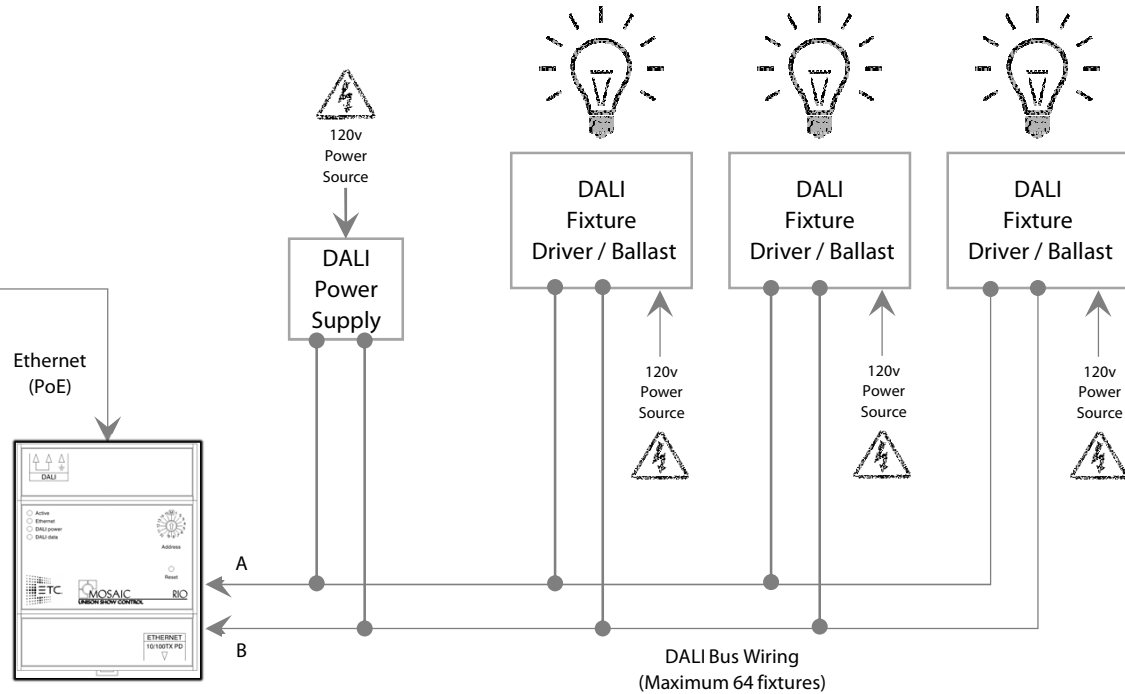 120v
Power
Source
DALI
Power
Supply
DALI
Fixture
Driver / Ballast
DALI
Fixture
Driver / Ballast
DALI
Fixture
Driver / Ballast
120v
Power
Source
120v
Power
Source
120v
Power
Source
Ethernet
(PoE)
DALI
Active
Ethernet
DALI power
DALI data
Address
Reset
ETC
MOSAIC
UNISON SHOW CONTROL
RIO
ETHERNET
10/100TX PD
A
B
DALI Bus Wiring
(Maximum 64 fixtures)